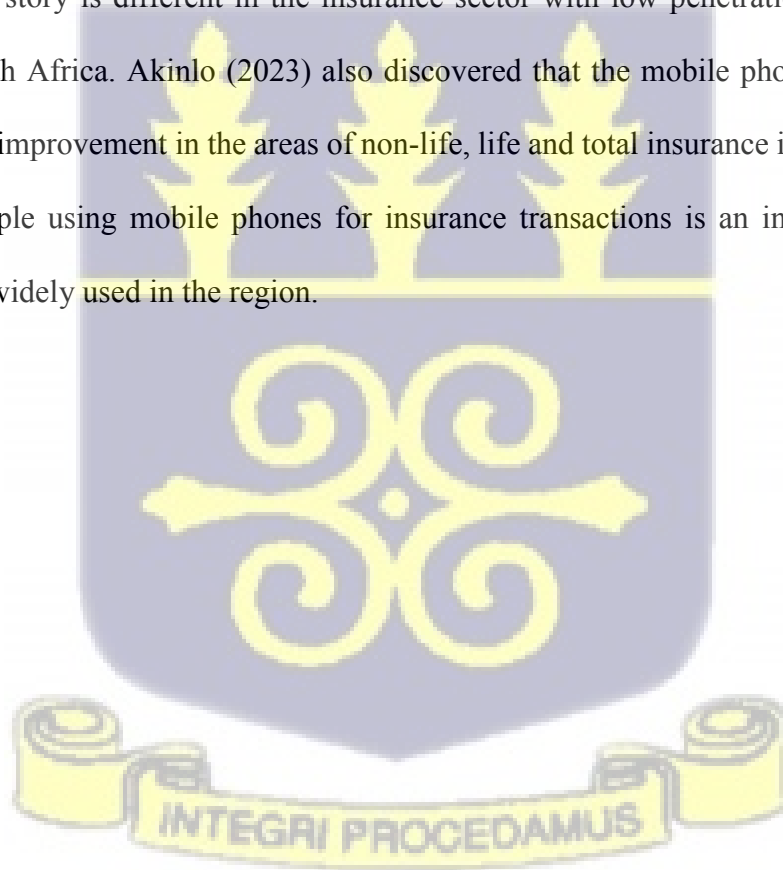 story is different in the insurance sector with low penetrati
h Africa. Akinlo (2023) also discovered that the mobile pho
improvement in the areas of non-life, life and total insurance i
ple using mobile phones for insurance transactions is an in
widely used in the region.
INTEGRI PROCEDAMUS